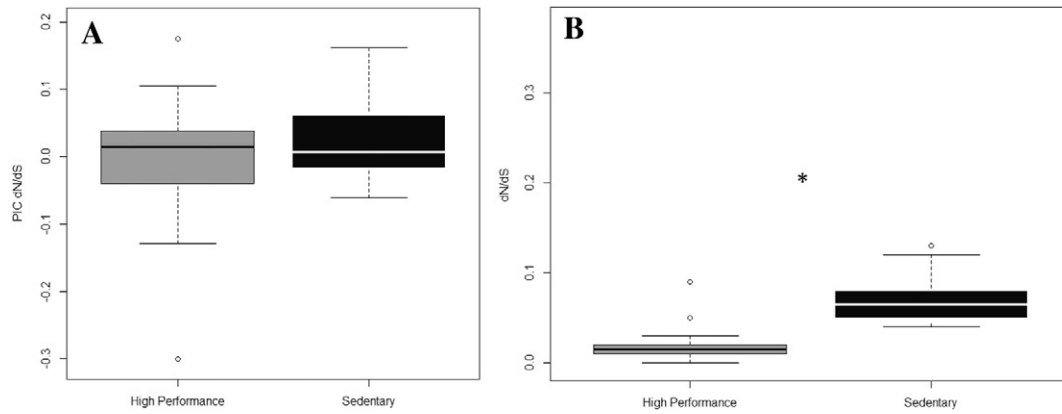 A
PIC dN/dS
0.2
0.1
0.0
-0.1
-0.2
-0.3
High Performance
Sedentary
B
dN/dS
0.3
0.2
0.1
0.0
*
High Performance
Sedentary